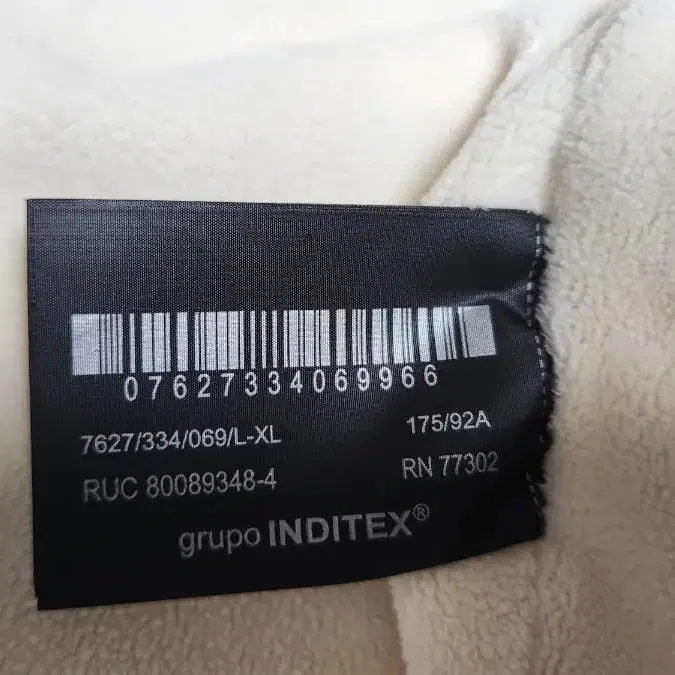 07627334069966
7627/334/069/L-XL 175/92A
RUC 80089348-4 RN 77302
grupo INDITEX®